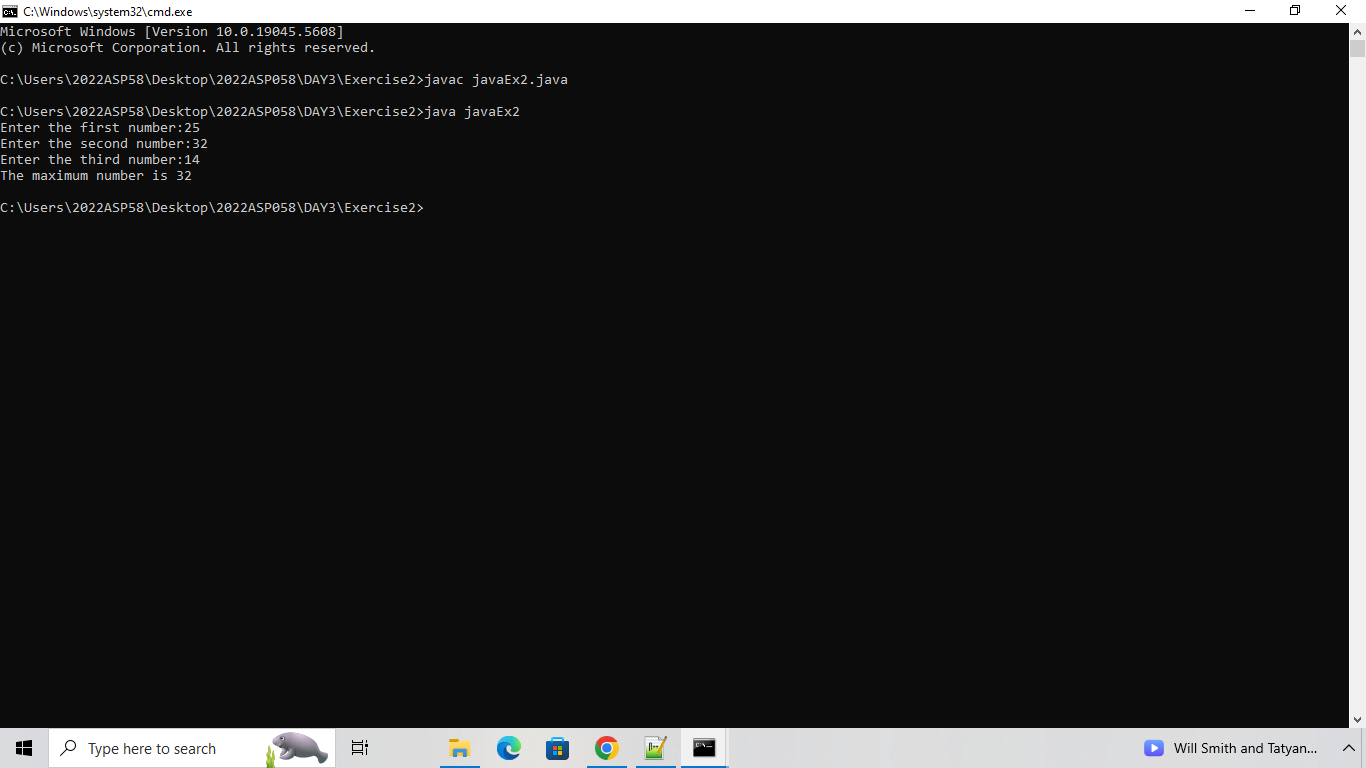 C:\Windows\system32\cmd.exe
Microsoft Windows [Version 10.0.19045.5608]
(c) Microsoft Corporation. All rights reserved.
C:\Users\2022ASP58\Desktop\2022ASP058\DAY3\Exercise2>javac javaEx2.java
C:\Users\2022ASP58\Desktop\2022ASP058\DAY3\Exercise2>java javaEx2
Enter the first number:25
Enter the second number:32
Enter the third number:14
The maximum number is 32
C:\Users\2022ASP58\Desktop\2022ASP058\DAY3\Exercise2>
Type here to search
Will Smith and Tatyan...